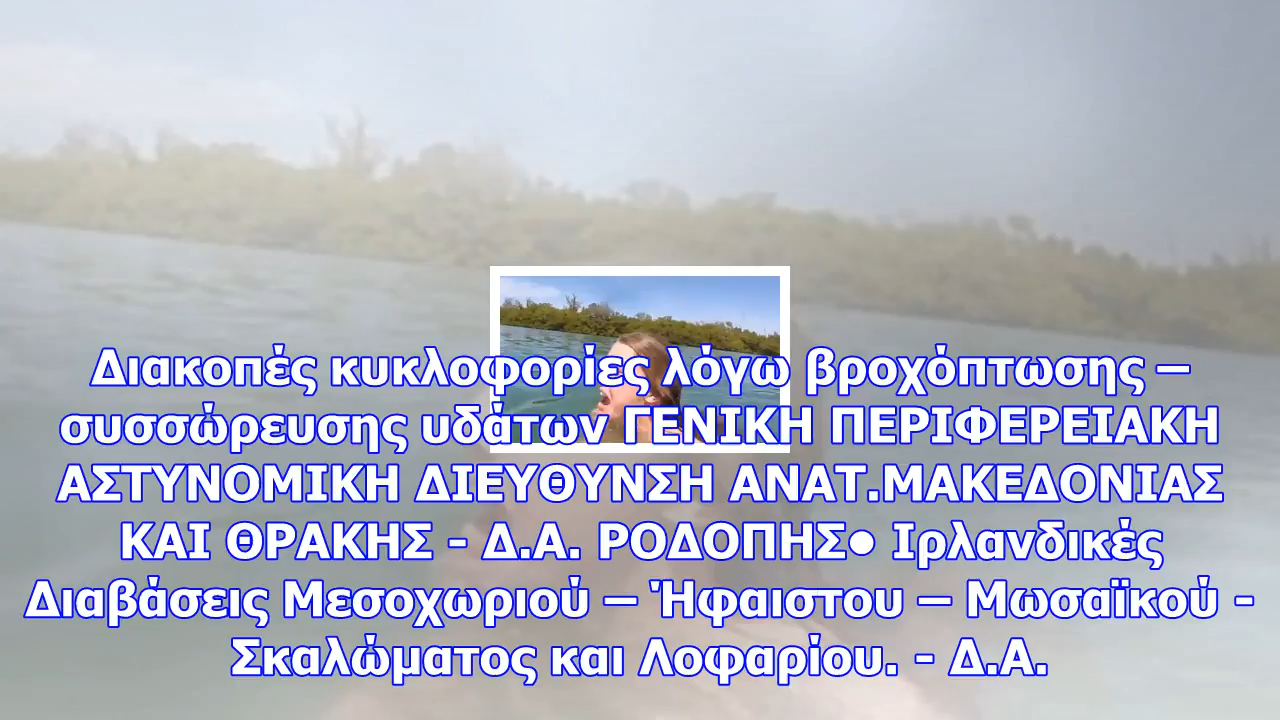 Διακοπές κυκλοφορίες λόγω βροχόπτωσης –
συσσώρευσης υδάτων ΓΕΝΙΚΗ ΠΕΡΙΦΕΡΕΙΑΚΗ
ΑΣΤΥΝΟΜΙΚΗ ΔΙΕΥΘΥΝΣΗ ΑΝΑΤ.ΜΑΚΕΔΟΝΙΑΣ
ΚΑΙ ΘΡΑΚΗΣ - Δ.Α. ΡΟΔΟΠΗΣ● Ιρλανδικές
Διαβάσεις Μεσοχωριού – Ήφαιστου – Μωσαϊκού -
Σκαλώματος και Λοφαρίου. - Δ.Α.